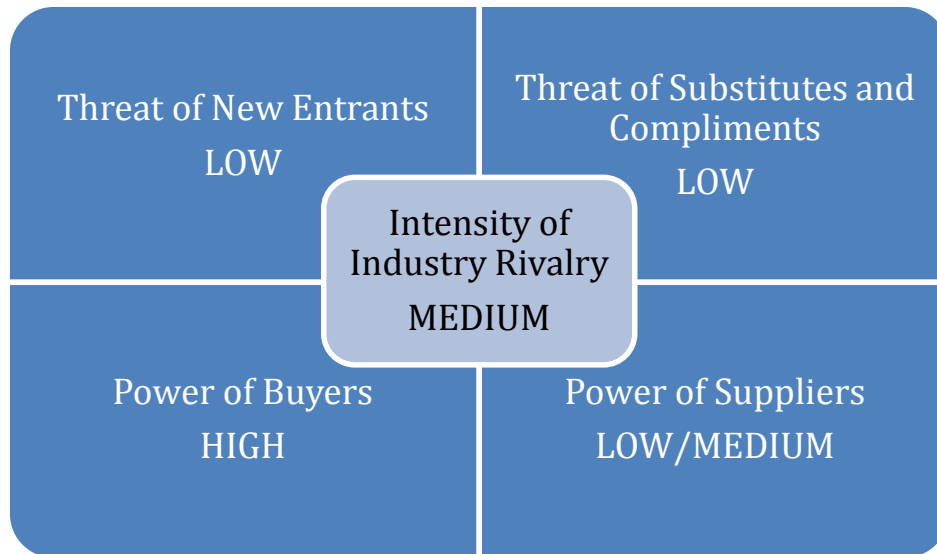 Threat of New Entrants
LOW
Threat of Substitutes and
Compliments
LOW
Intensity of
Industry Rivalry
MEDIUM
Power of Buyers
HIGH
Power of Suppliers
LOW/MEDIUM